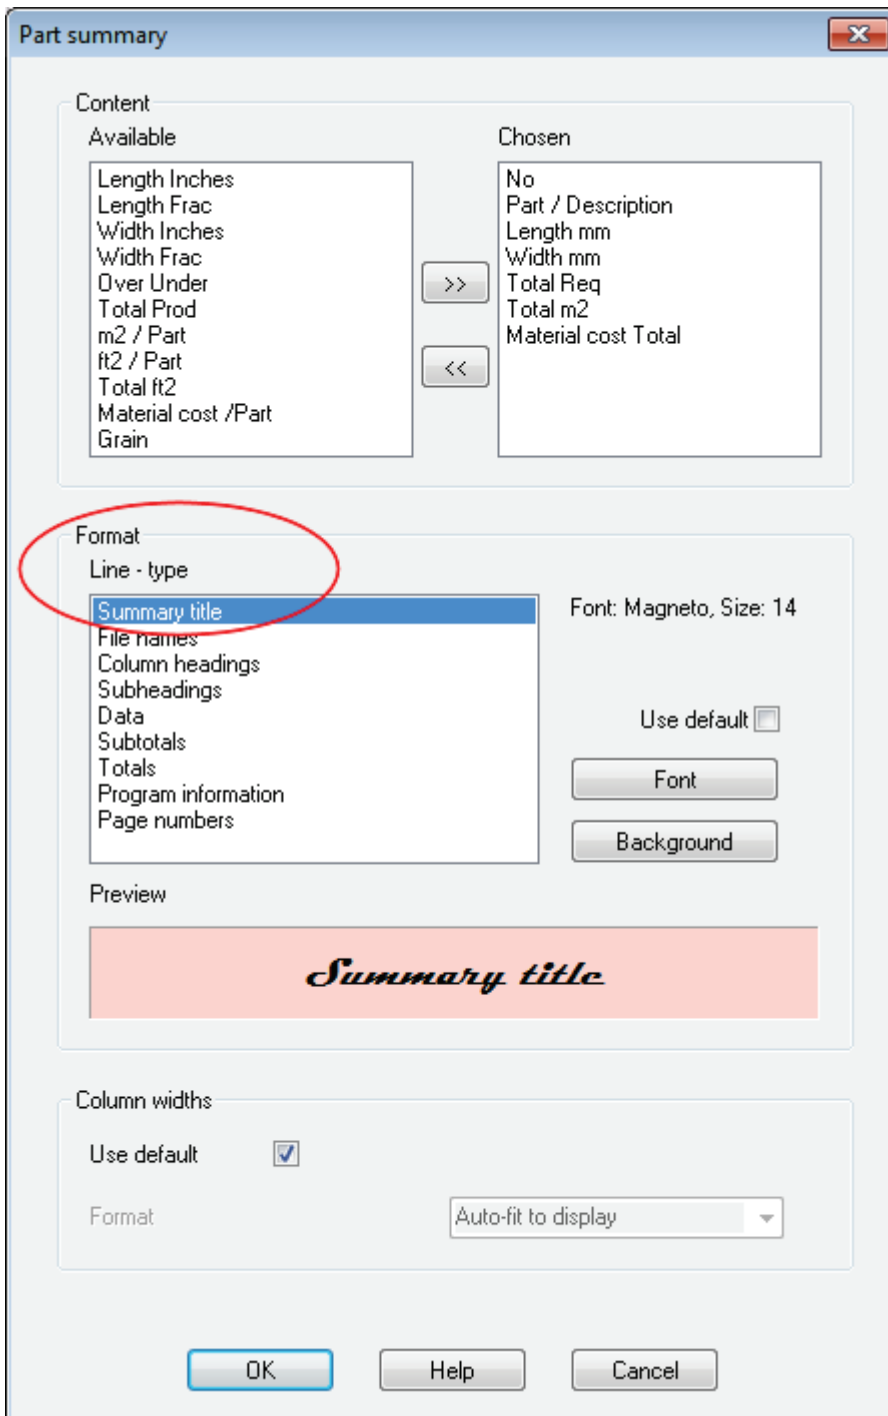 Part summary
Content
Available
Length Inches
Length Frac
Width Inches
Width Frac
Over Under
Total Prod
m2 / Part
ft2 / Part
Total ft2
Material cost /Part
Grain
>>
<<
Chosen
No
Part / Description
Length mm
Width mm
Total Req
Total m2
Material cost Total
Format
Line - type
Summary title
File names
Column headings
Subheadings
Data
Subtotals
Totals
Program information
Page numbers
Font: Magneto, Size: 14
Use default
Font
Background
Preview
Summary title
Column widths
Use default
Format
Auto-fit to display
OK
Help
Cancel